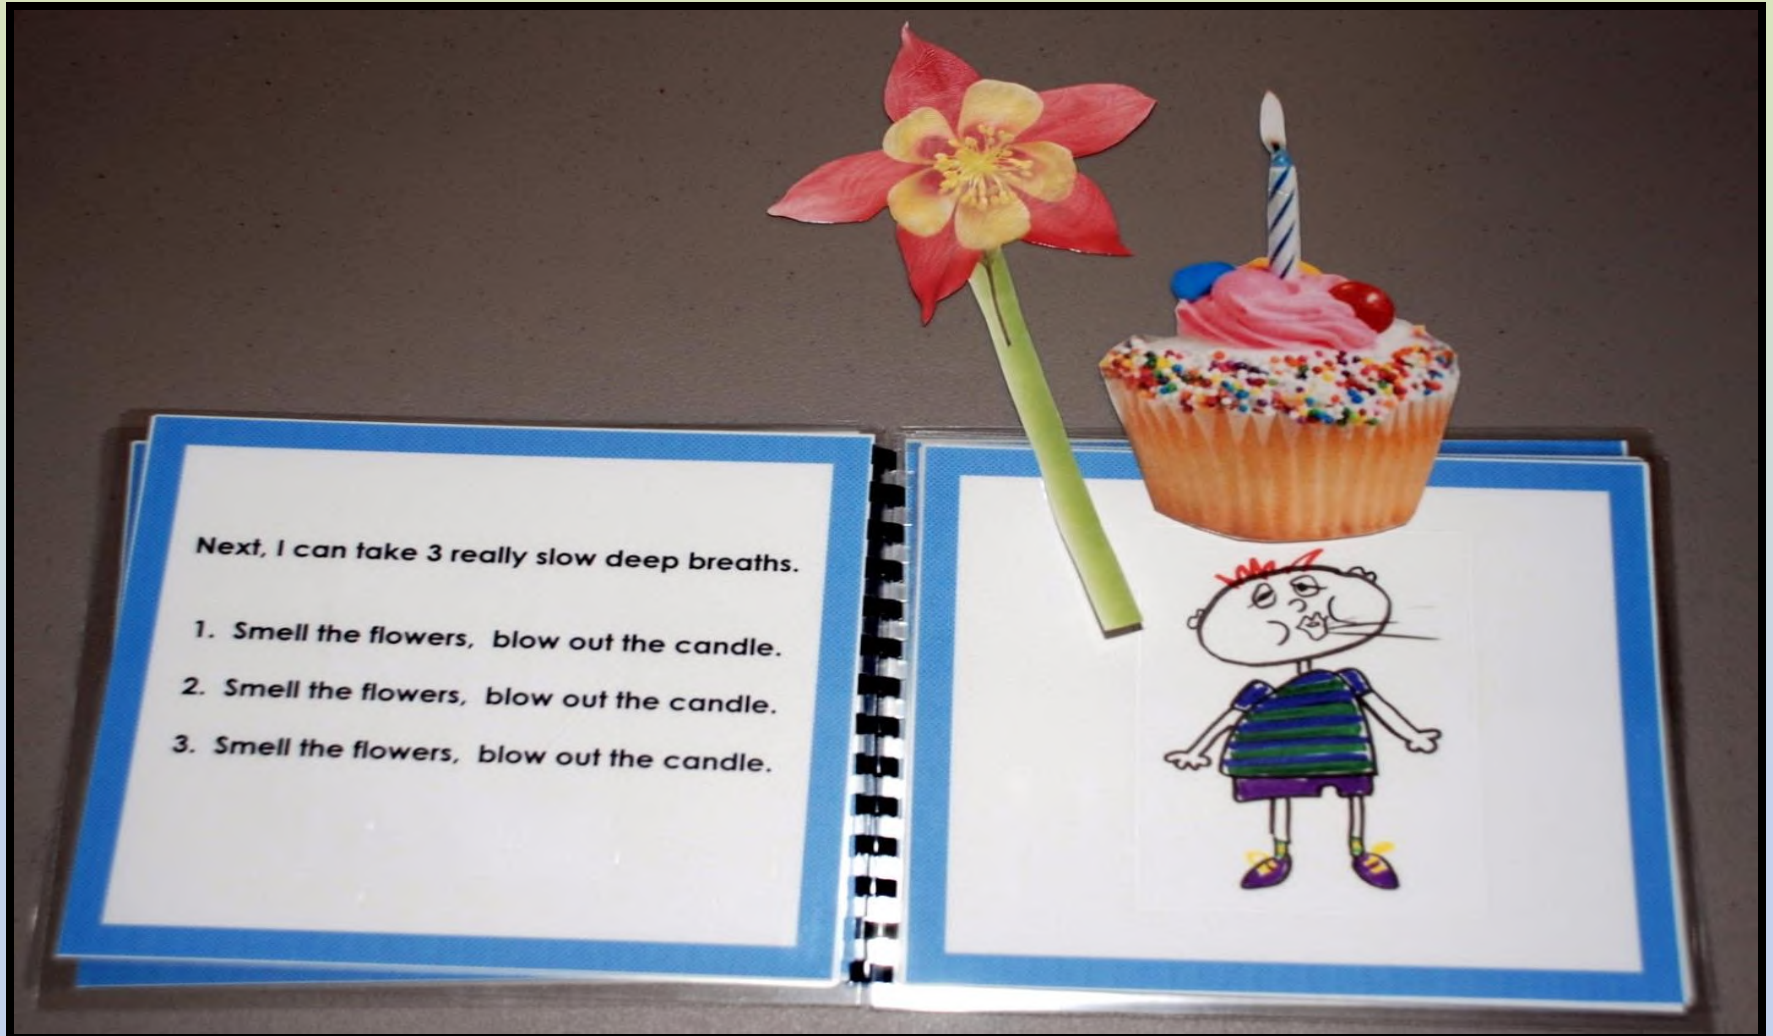 Next, I can take 3 really slow deep breaths.
1. Smell the flowers, blow out the candle.
2. Smell the flowers, blow out the candle.
3. Smell the flowers, blow out the candle.